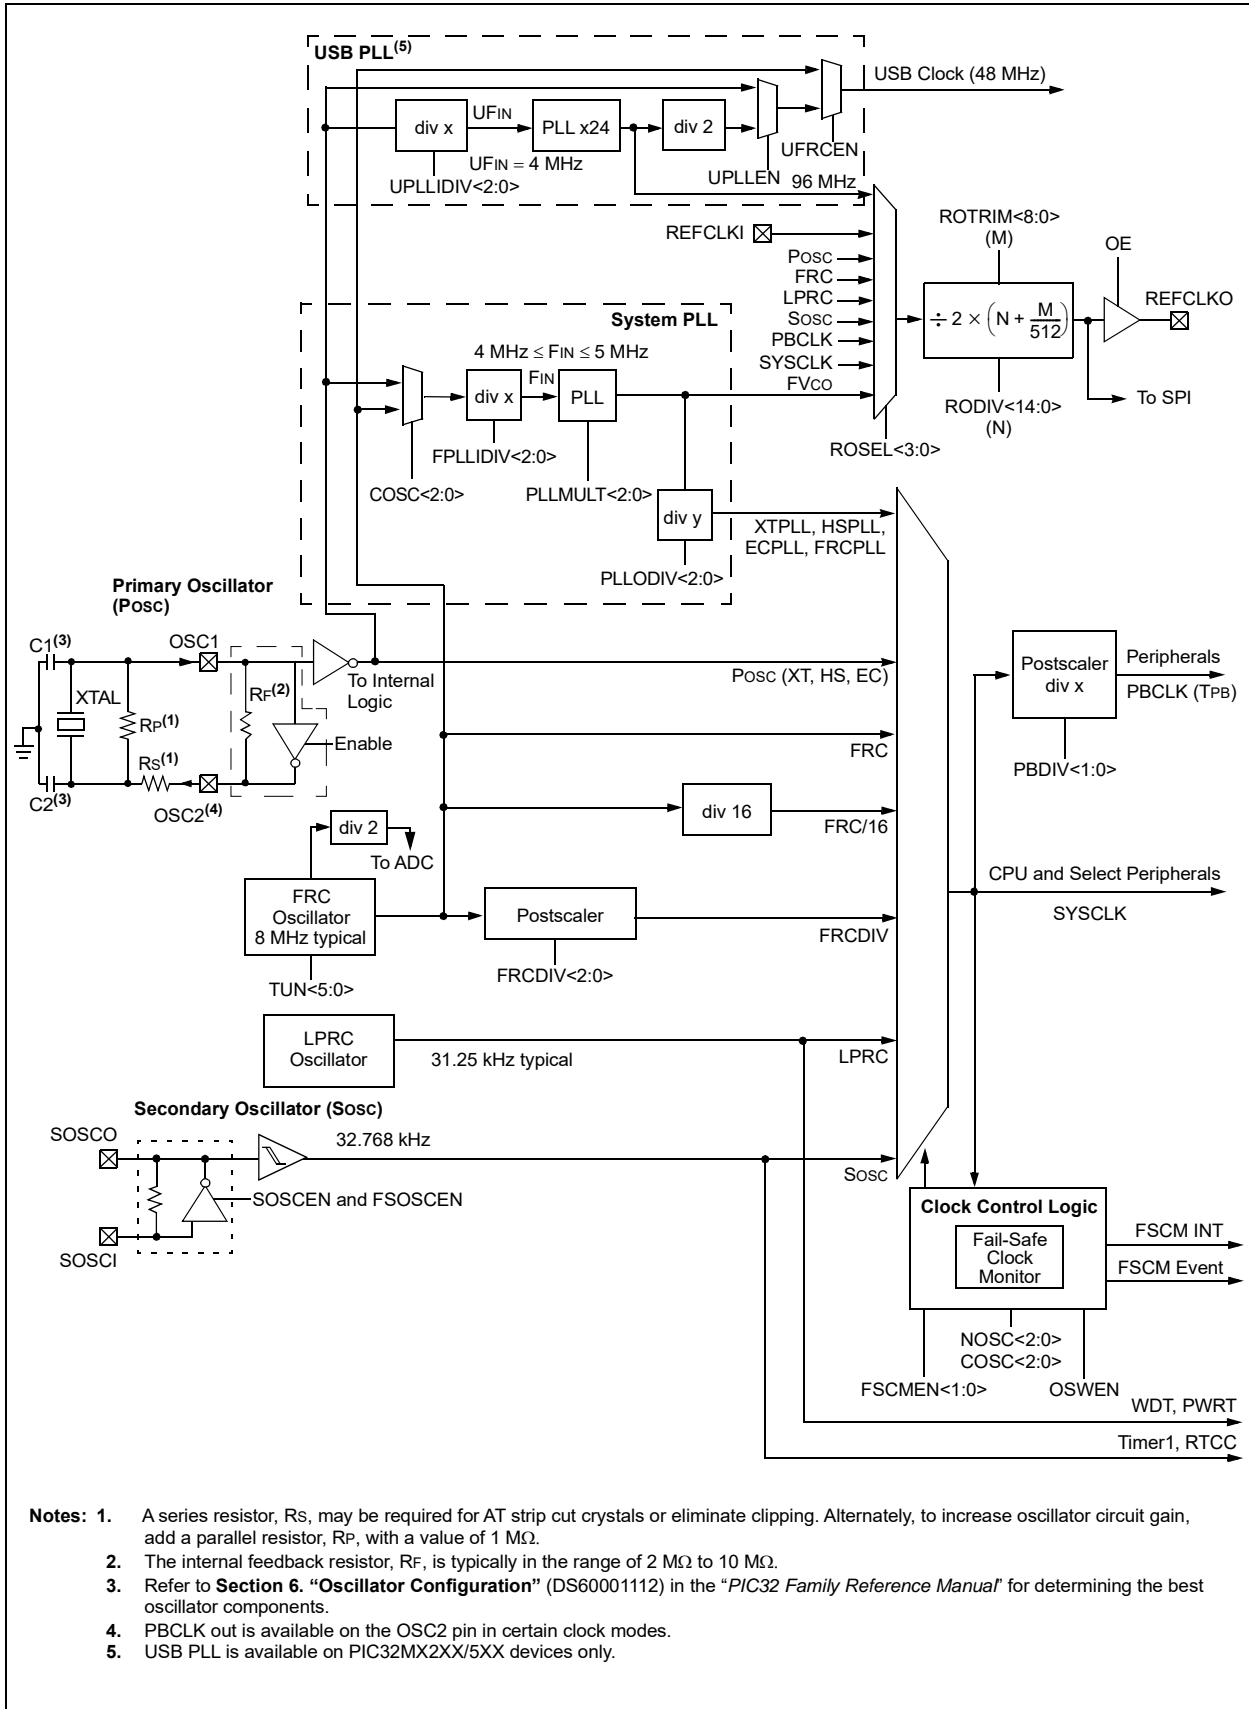 USB PLL(5)
USB Clock (48 MHz)
div x
UFIN
PLL x24
div 2
UFIN = 4 MHz
UFRCEN
UPLLIDIV<2:0>
UPLLEN
96 MHz
REFCLKI
POSC
FRC
LPRC
SOSC
PBCLK
SYSCLK
FVCO
ROTRIM<8:0>
(M)
OE
REFCLKO
÷ 2 × (N + M/512)
To SPI
RODIV<14:0>
(N)
ROSEL<3:0>
System PLL
4 MHz ≤ FIN ≤ 5 MHz
FIN
div x
PLL
FPLLIDIV<2:0>
COSC<2:0>
PLLMULT<2:0>
div y
XTPLL, HSPLL,
ECPLL, FRCPLL
PLLODIV<2:0>
Primary Oscillator
(POSC)
C1(3)
OSC1
XTAL
RP(1)
RF(2)
To Internal
Logic
Enable
RS(1)
C2(3)
OSC2(4)
POSC (XT, HS, EC)
FRC
div 16
FRC/16
Postscaler
div x
Peripherals
PBCLK (TPB)
PBDIV<1:0>
div 2
To ADC
FRC
Oscillator
8 MHz typical
TUN<5:0>
Postscaler
FRCDIV
FRCDIV<2:0>
CPU and Select Peripherals
SYSCLK
LPRC
Oscillator
31.25 kHz typical
LPRC
Secondary Oscillator (SOSC)
SOSCO
32.768 kHz
SOSCEN and FSOSCEN
SOSCI
SOSC
Clock Control Logic
Fail-Safe
Clock
Monitor
FSCM INT
FSCM Event
NOSC<2:0>
COSC<2:0>
FSCMEN<1:0>
OSWEN
WDT, PWRT
Timer1, RTCC
Notes: 1. A series resistor, RS, may be required for AT strip cut crystals or eliminate clipping. Alternately, to increase oscillator circuit gain,
add a parallel resistor, RP, with a value of 1 MΩ.
2. The internal feedback resistor, RF, is typically in the range of 2 MΩ to 10 MΩ.
3. Refer to Section 6. “Oscillator Configuration” (DS60001112) in the “PIC32 Family Reference Manual” for determining the best
oscillator components.
4. PBCLK out is available on the OSC2 pin in certain clock modes.
5. USB PLL is available on PIC32MX2XX/5XX devices only.